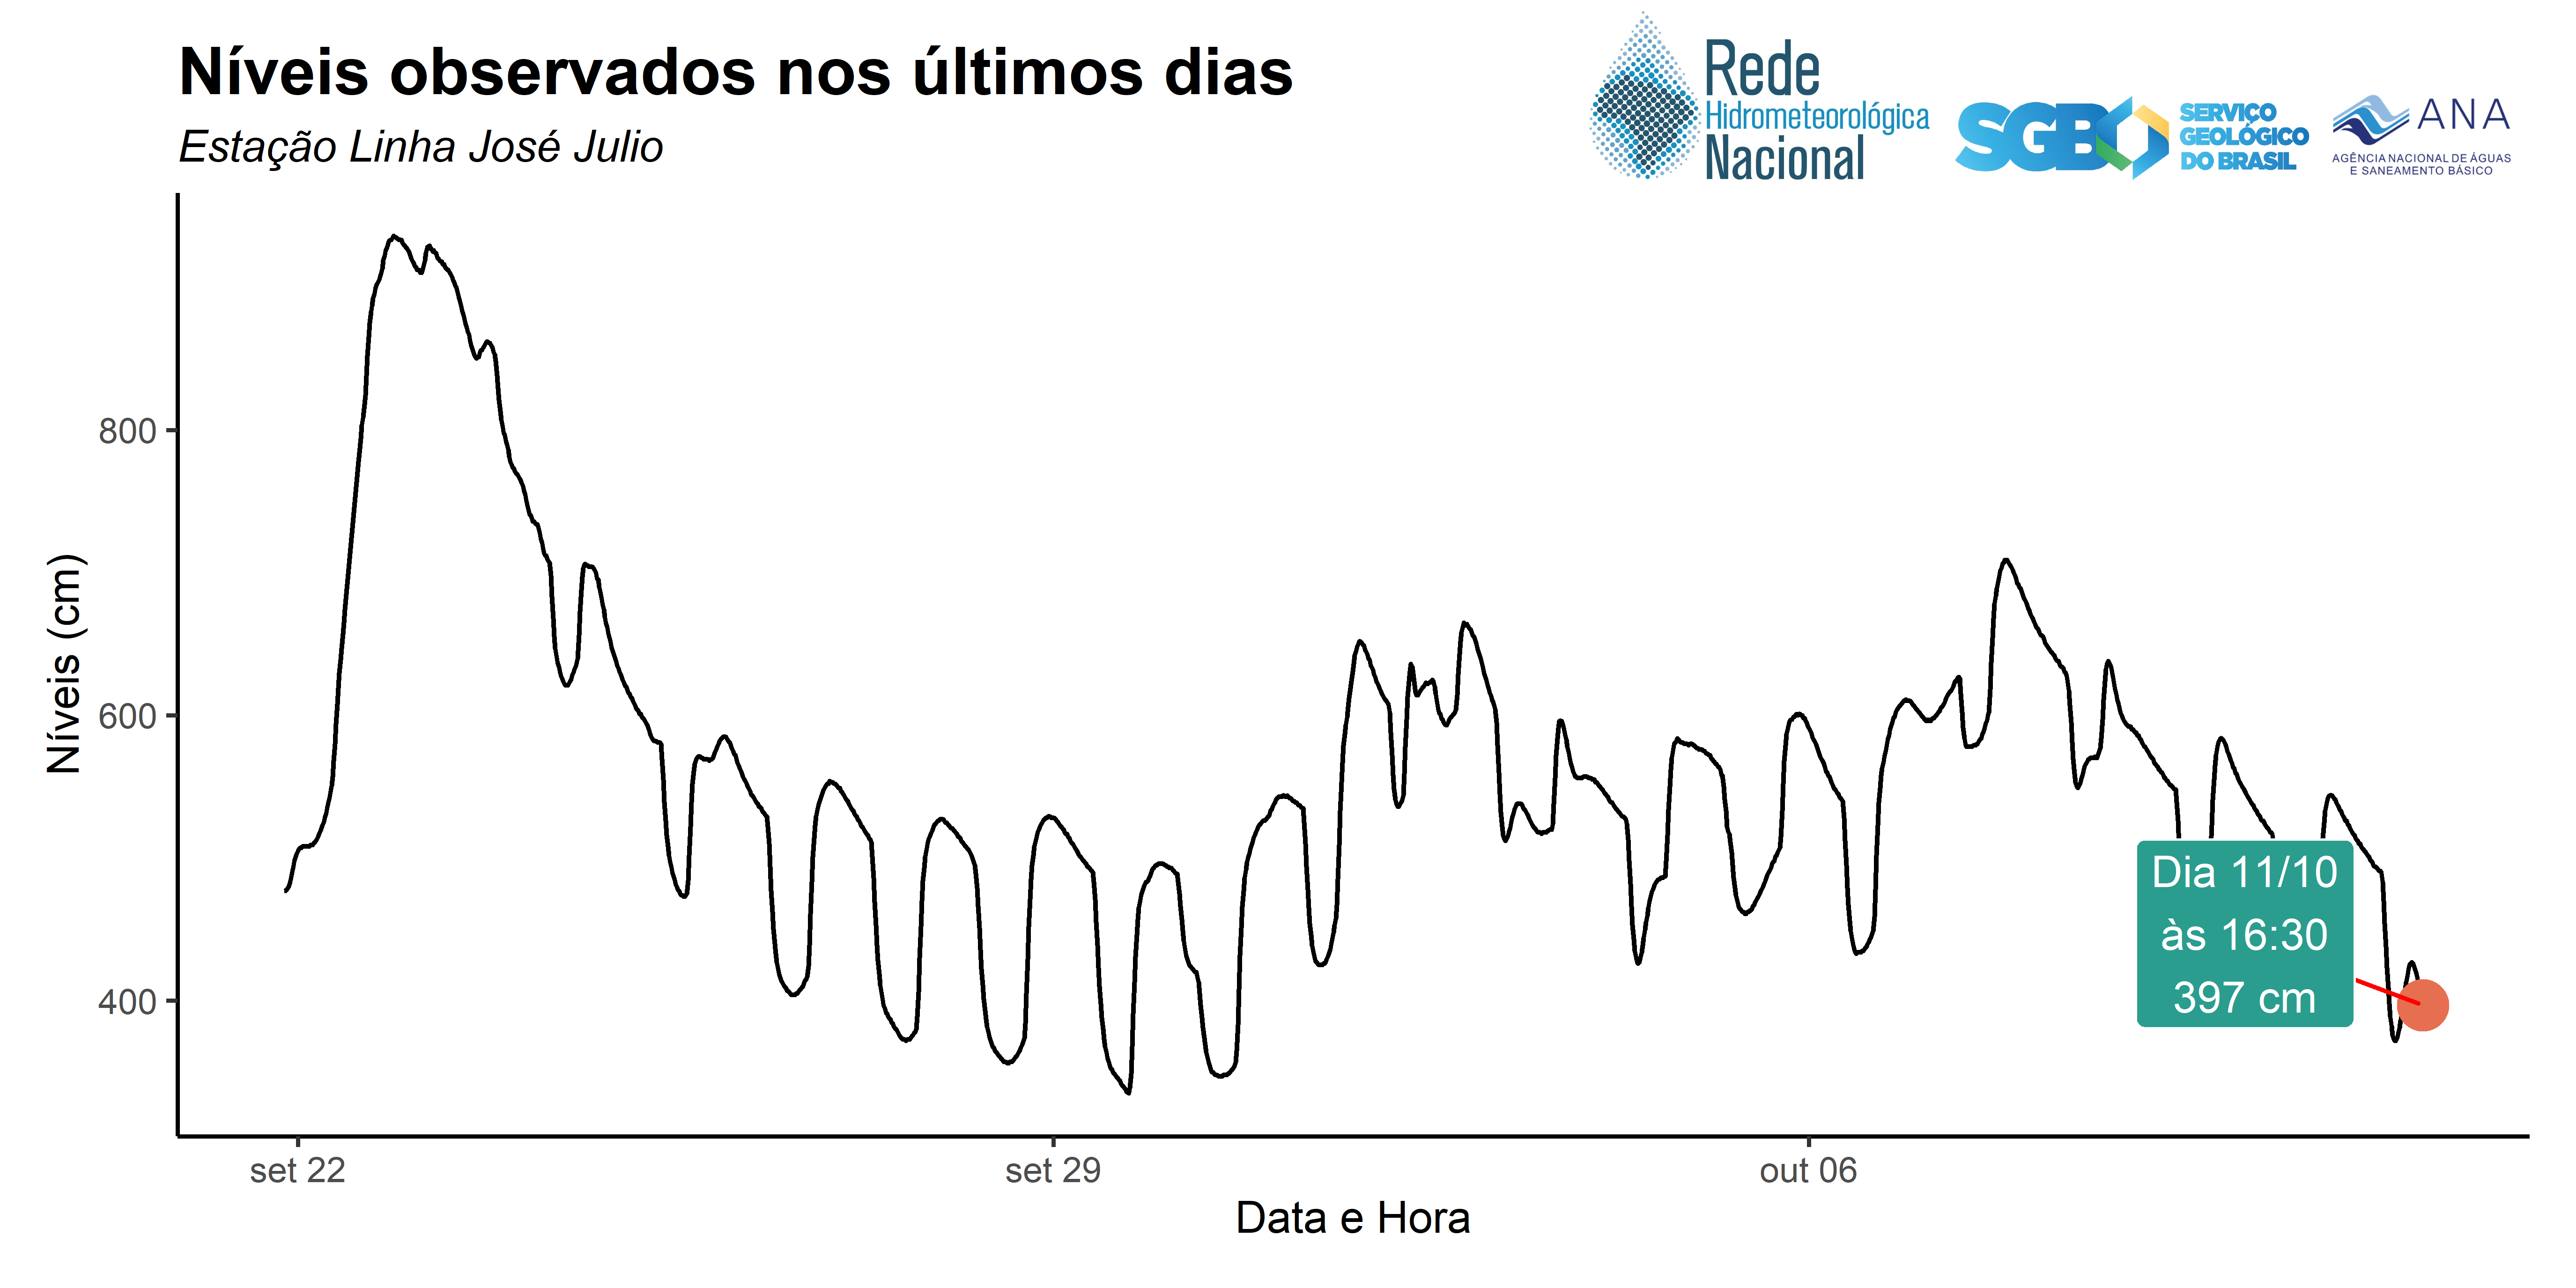 Níveis observados nos últimos dias
Estação Linha José Julio
Rede
Hidrometeorológica
Nacional
SGB
SERVIÇO
GEOLÓGICO
DO BRASIL
ANA
AGÊNCIA NACIONAL DE ÁGUAS
E SANEAMENTO BÁSICO
Níveis (cm)
800
600
400
Dia 11/10
às 16:30
397 cm
set 22
set 29
out 06
Data e Hora